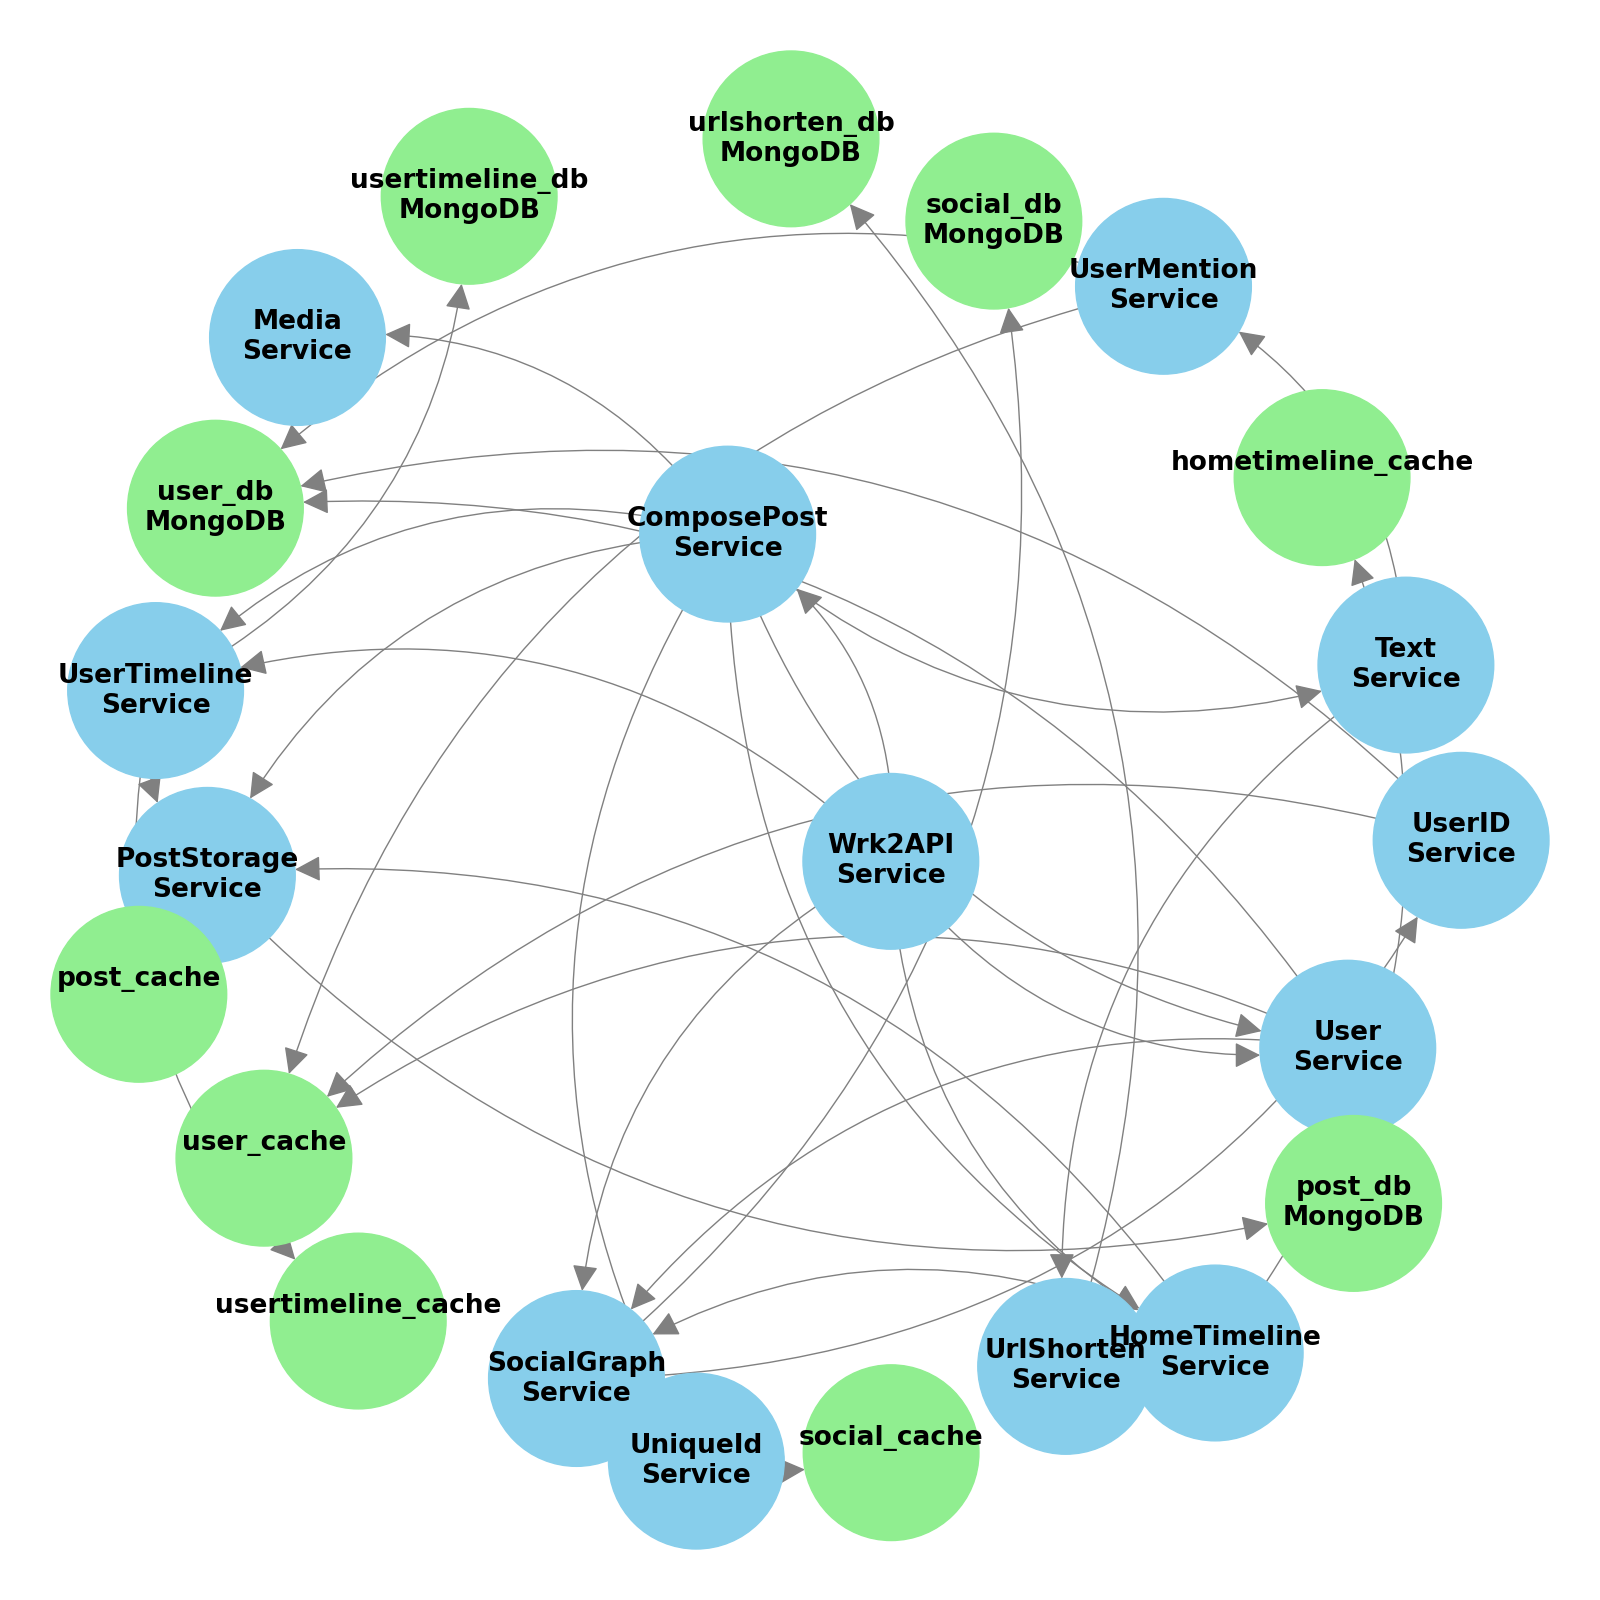 urlshorten_db
MongoDB
usertimeline_db
MongoDB
social_db
MongoDB
UserMention
Service
Media
Service
hometimeline_cache
user_db
MongoDB
ComposePost
Service
Text
Service
UserTimeline
Service
UserID
Service
Wrk2API
Service
PostStorage
Service
post_cache
User
Service
user_cache
post_db
MongoDB
usertimeline_cache
SocialGraph
Service
UrlShorten
Service
HomeTimeline
Service
UniqueId
Service
social_cache